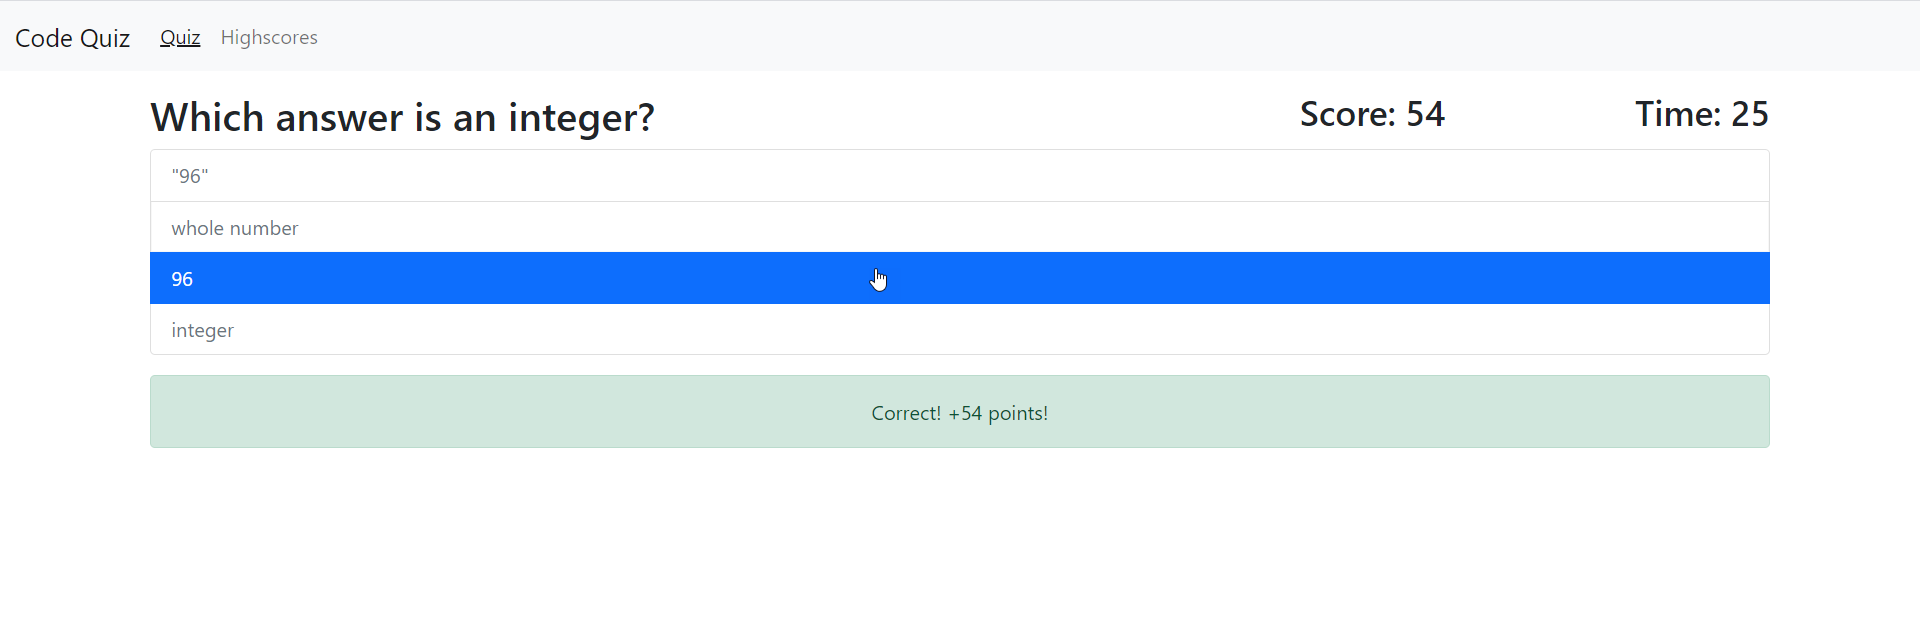 Code Quiz Quiz Highscores
Which answer is an integer? Score: 54 Time: 25
"96"
whole number
96
integer
Correct! +54 points!